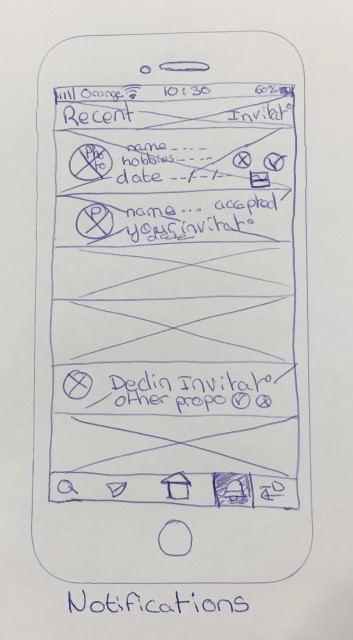 Orange 10:30 60%
Recent Invitat°
Pho
to
name ----
hobbies -----
date --/--/--
P
name --- accepted
your invitat°
date
Declin Invitat°
other propo
Notifications